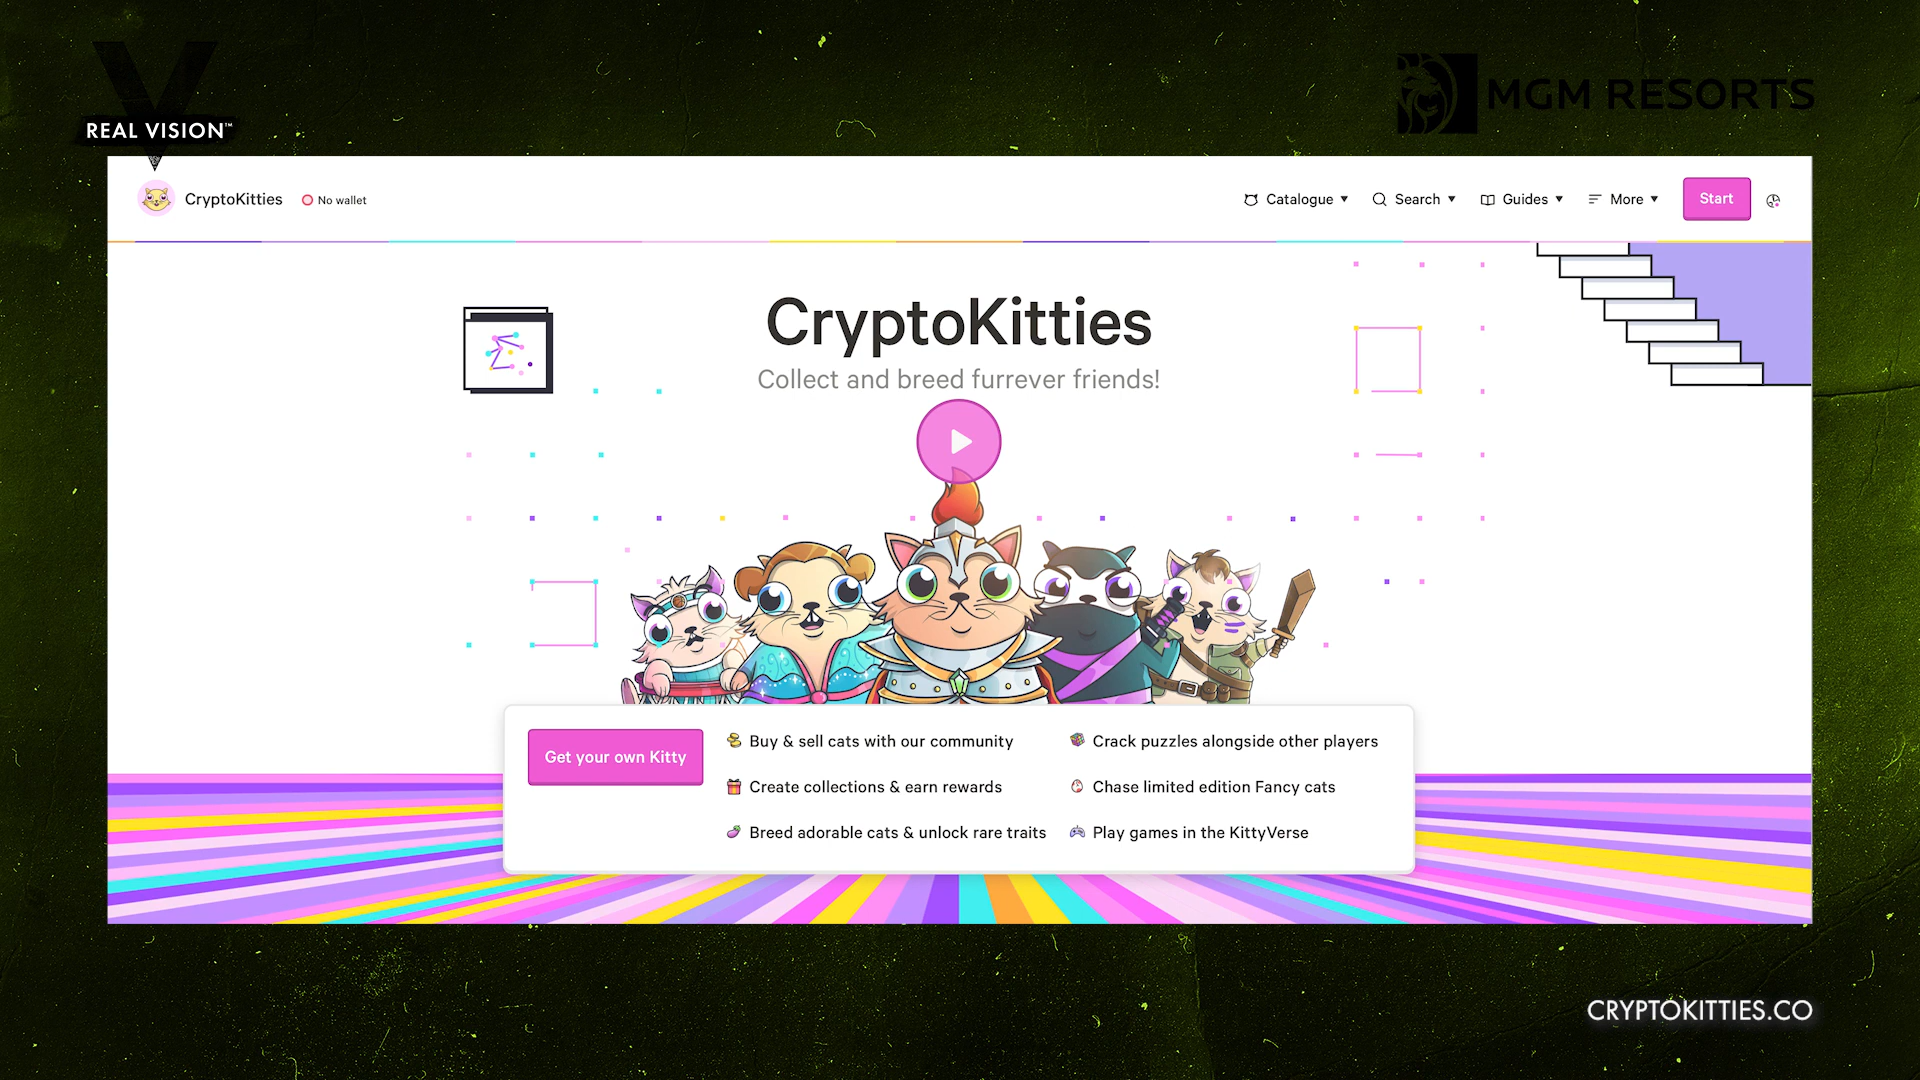 REAL VISION™
MGM RESORTS
CryptoKitties
No wallet
Catalogue
Search
Guides
More
Start
CryptoKitties
Collect and breed furrever friends!
Get your own Kitty
Buy & sell cats with our community
Create collections & earn rewards
Breed adorable cats & unlock rare traits
Crack puzzles alongside other players
Chase limited edition Fancy cats
Play games in the KittyVerse
CRYPTOKITTIES.CO